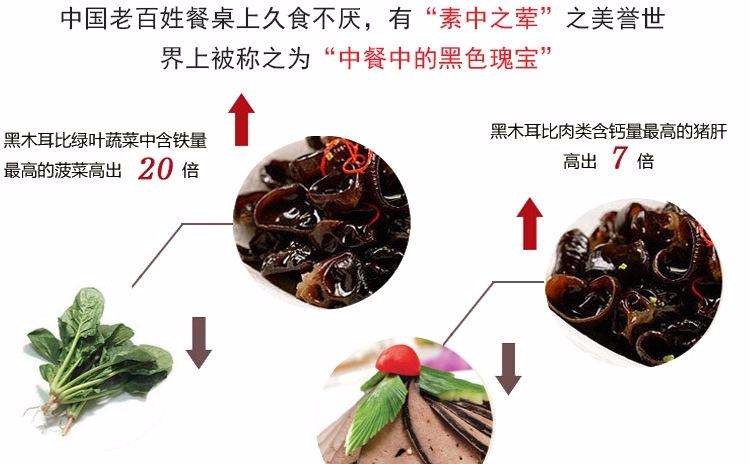 中国老百姓餐桌上久食不厌，有“素中之荤”之美誉世
界上被称之为“中餐中的黑色瑰宝”
黑木耳比绿叶蔬菜中含铁量
最高的菠菜高出 20 倍
黑木耳比肉类含钙量最高的猪肝
高出 7 倍